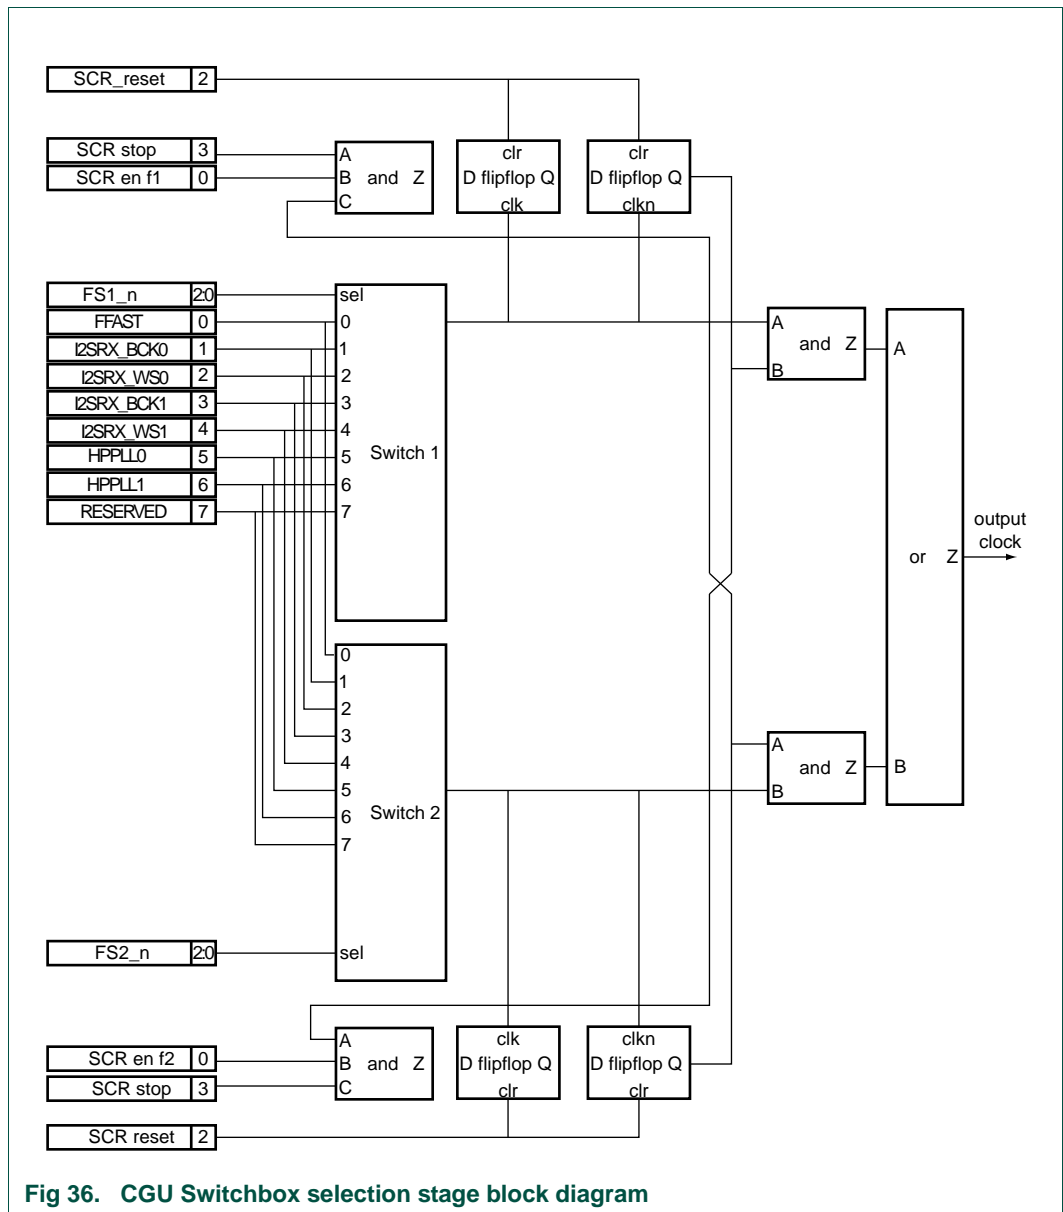 SCR_reset 2
SCR stop 3
SCR en f1 0
A
B and Z
C
clr
D flipflop Q
clk
clr
D flipflop Q
clkn
FS1_n 2:0
FFAST 0
I2SRX_BCK0 1
I2SRX_WS0 2
I2SRX_BCK1 3
I2SRX_WS1 4
HPPLL0 5
HPPLL1 6
RESERVED 7
sel
0
1
2
3
4
5
6
7
Switch 1
A
and Z
B
A
or Z
B
output
clock
0
1
2
3
4
5
6
7
Switch 2
sel
A
and Z
B
FS2_n 2:0
SCR en f2 0
SCR stop 3
SCR reset 2
A
B and Z
C
clk
D flipflop Q
clr
clkn
D flipflop Q
clr
Fig 36. CGU Switchbox selection stage block diagram